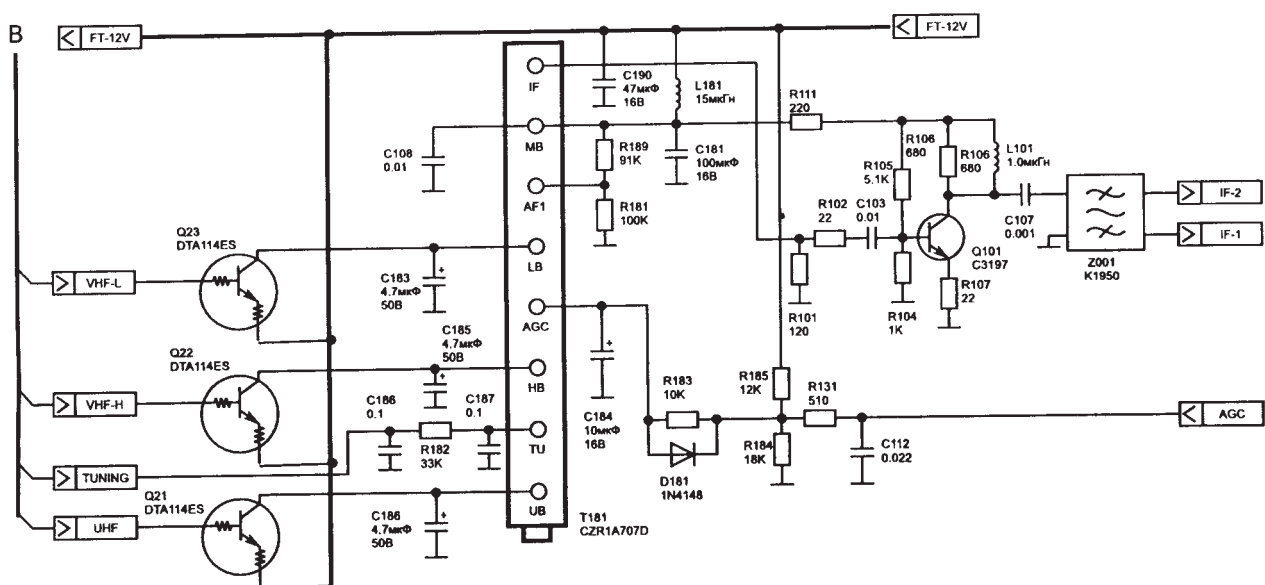 B
FT-12V
FT-12V
IF
C190
47мкФ
16В
L181
15мкГн
R111
220
MB
C108
0.01
R189
91K
C181
100мкФ
16В
R106
680
R106
680
L101
1.0мкГн
R105
5.1K
AF1
R181
100K
R102
22
C103
0.01
C107
0.001
IF-2
IF-1
Z001
K1950
Q101
C3197
Q23
DTA114ES
LB
C183
4.7мкФ
50В
VHF-L
R101
120
R104
1K
R107
22
AGC
C185
4.7мкФ
50В
Q22
DTA114ES
HB
R183
10K
R185
12K
R131
510
VHF-H
C186
0.1
C187
0.1
C184
10мкФ
16В
AGC
R182
33K
TU
R184
18K
C112
0.022
TUNING
D181
1N4148
Q21
DTA114ES
UHF
C186
4.7мкФ
50В
UB
T181
CZR1A707D